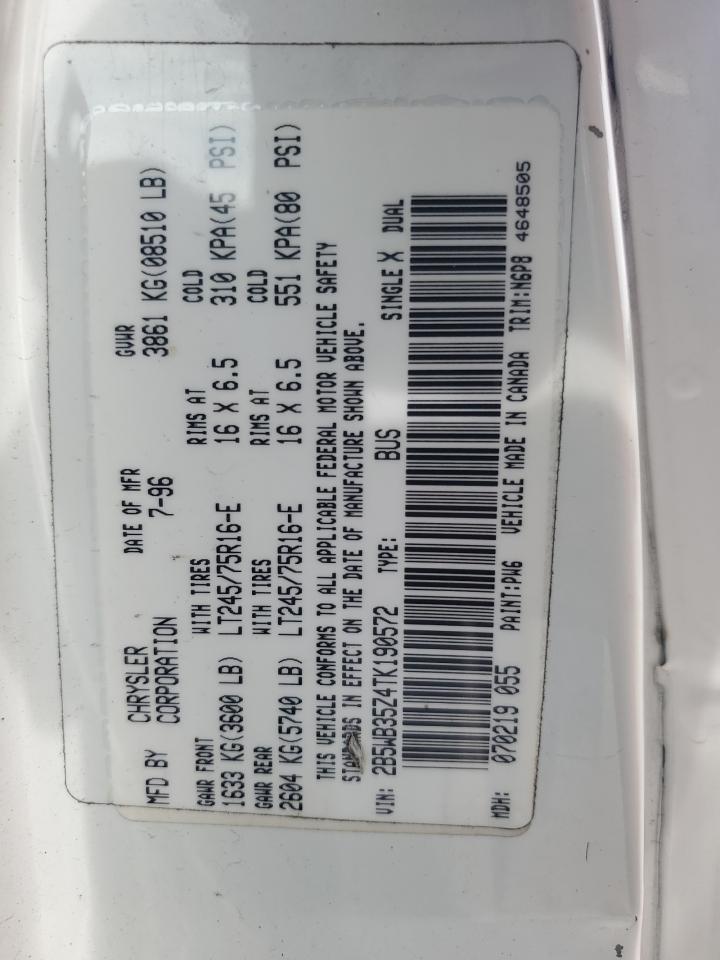 MFD BY CHRYSLER CORPORATION DATE OF MFR 7-96 GVWR 3861 KG(08510 LB)
GAWR FRONT WITH TIRES RIMS AT COLD
1633 KG(3600 LB) LT245/75R16-E 16 X 6.5 310 KPA(45 PSI)
GAWR REAR WITH TIRES RIMS AT COLD
2604 KG(5740 LB) LT245/75R16-E 16 X 6.5 551 KPA(80 PSI)
THIS VEHICLE CONFORMS TO ALL APPLICABLE FEDERAL MOTOR VEHICLE SAFETY
STANDARDS IN EFFECT ON THE DATE OF MANUFACTURE SHOWN ABOVE.
VIN: 2B5WB35Z4TK190572 TYPE: BUS SINGLE X DUAL
MDH: 070219 055 PAINT:PW6 VEHICLE MADE IN CANADA TRIM:N6P8 4648505